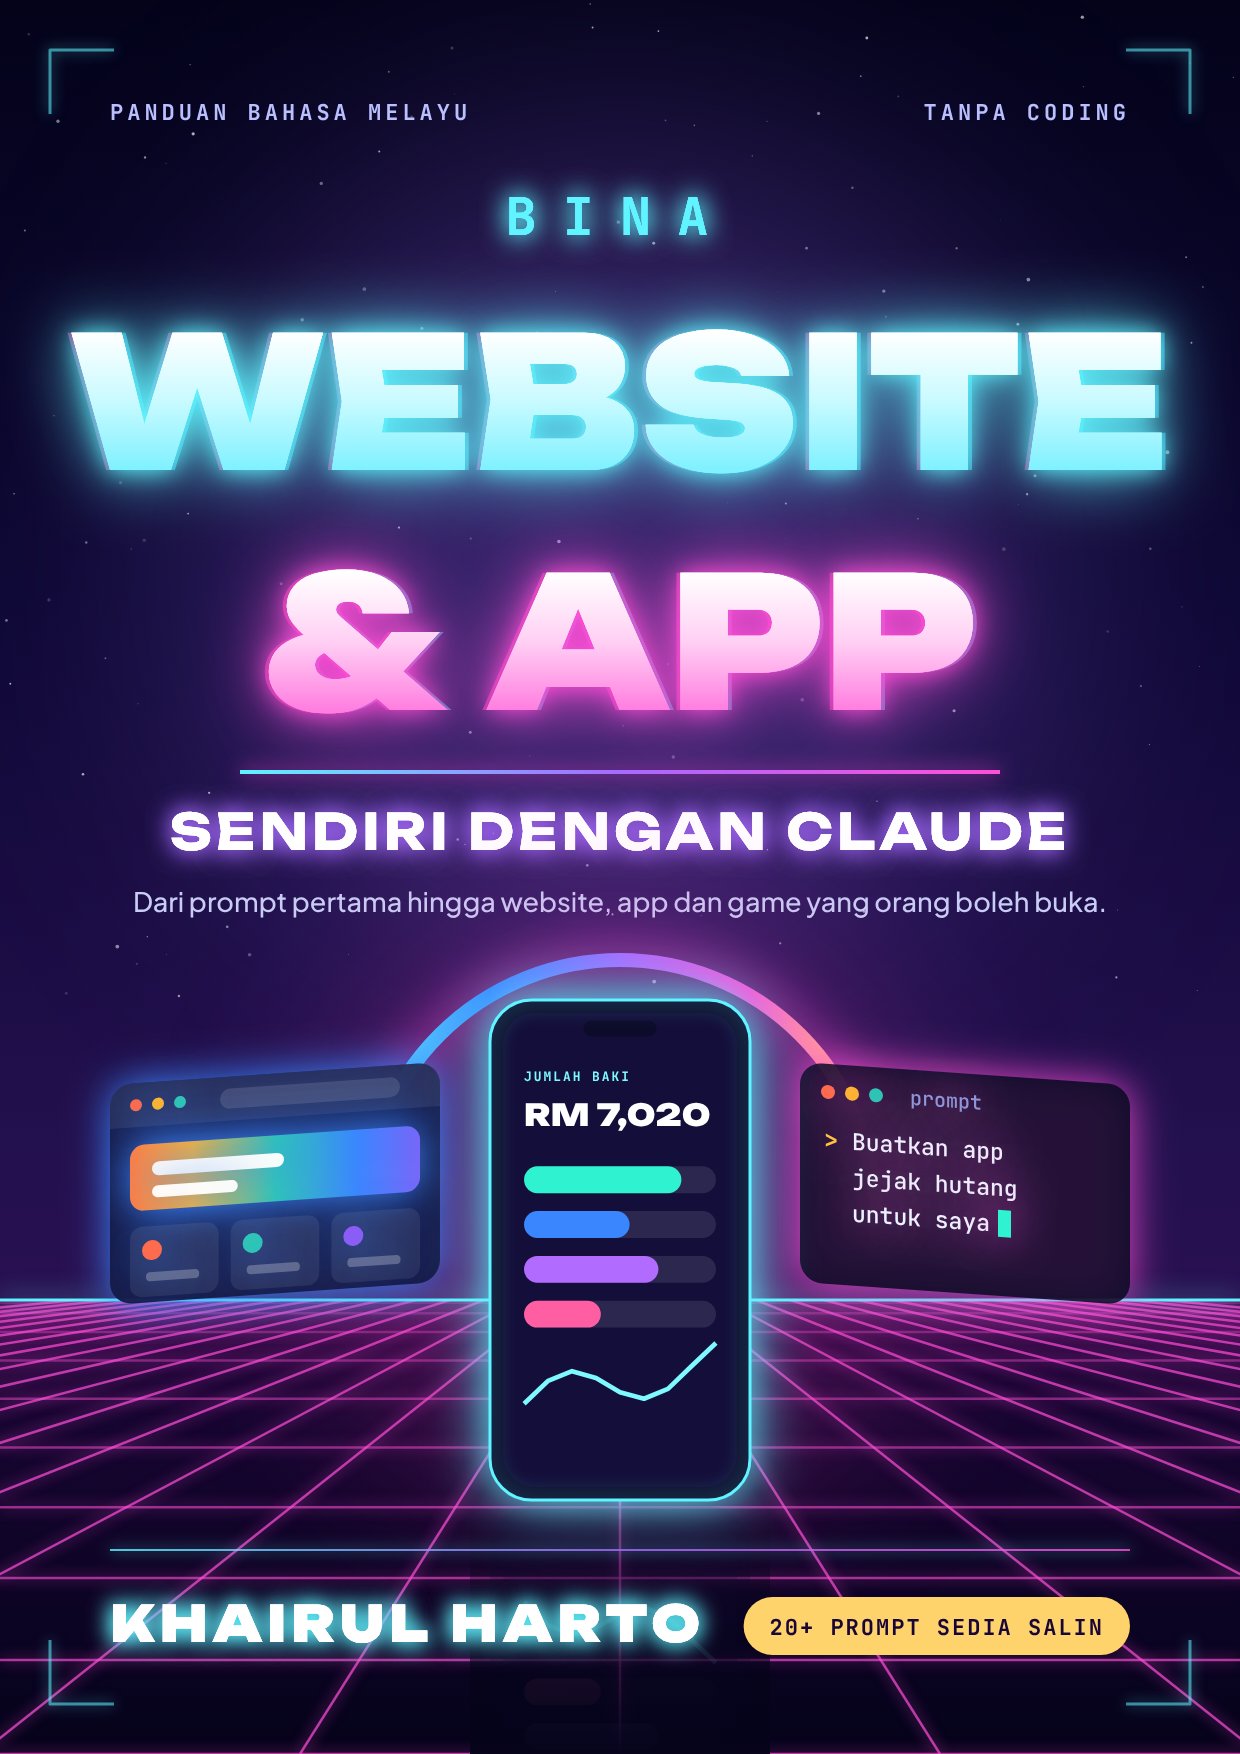 PANDUAN BAHASA MELAYU
TANPA CODING
BINA
WEBSITE
& APP
SENDIRI DENGAN CLAUDE
Dari prompt pertama hingga website, app dan game yang orang boleh buka.
JUMLAH BAKI
RM 7,020
prompt
> Buatkan app
jejak hutang
untuk saya
KHAIRUL HARTO
20+ PROMPT SEDIA SALIN